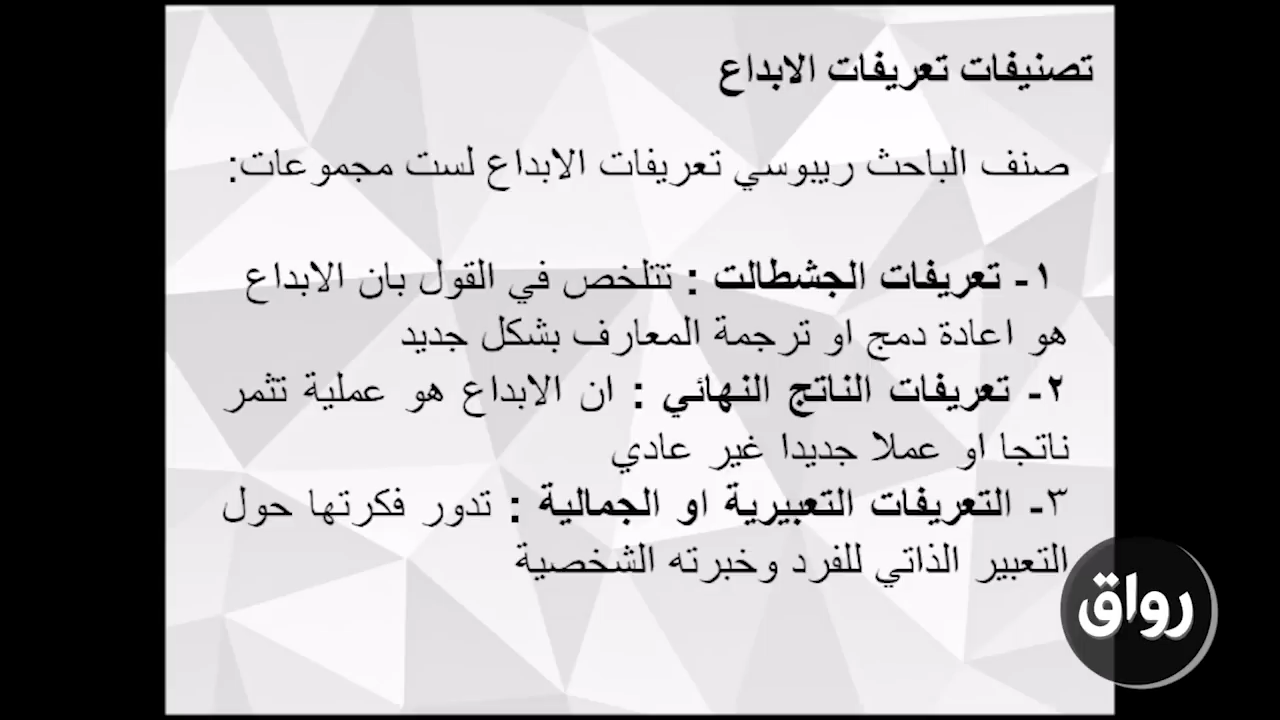 تصنيفات تعريفات الابداع
صنف الباحث ريبوسي تعريفات الابداع لست مجموعات:
١- تعريفات الجشطالت : تتلخص في القول بان الابداع
هو اعادة دمج او ترجمة المعارف بشكل جديد
٢- تعريفات الناتج النهائي : ان الابداع هو عملية تثمر
ناتجا او عملا جديدا غير عادي
٣- التعريفات التعبيرية او الجمالية : تدور فكرتها حول
التعبير الذاتي للفرد وخبرته الشخصية
رواق